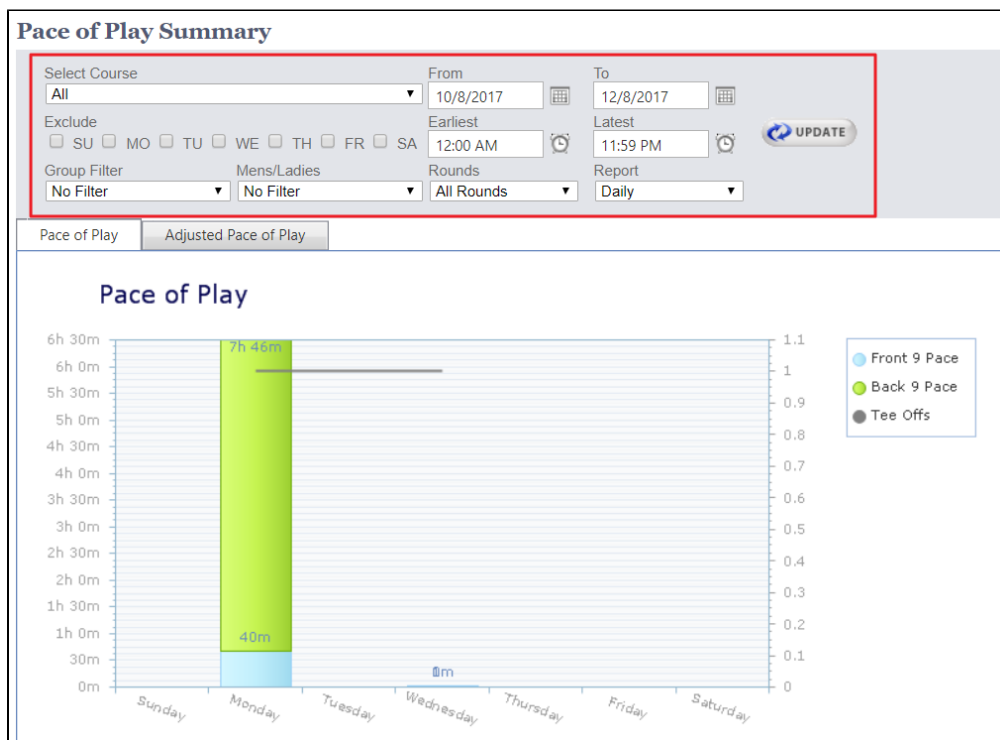 Pace of Play Summary
Select Course From To
All 10/8/2017 12/8/2017
Exclude Earliest Latest
SU MO TU WE TH FR SA 12:00 AM 11:59 PM UPDATE
Group Filter Mens/Ladies Rounds Report
No Filter No Filter All Rounds Daily
Pace of Play Adjusted Pace of Play
Pace of Play
6h 30m 7h 46m 1.1
6h 0m 1 Front 9 Pace
5h 30m 0.9 Back 9 Pace
5h 0m 0.8 Tee Offs
4h 30m 0.7
4h 0m 0.6
3h 30m 0.5
3h 0m 0.4
2h 30m 0.3
2h 0m 0.2
1h 30m 0.1
1h 0m 40m 0
30m
0m
Sunday Monday Tuesday Wednesday Thursday Friday Saturday